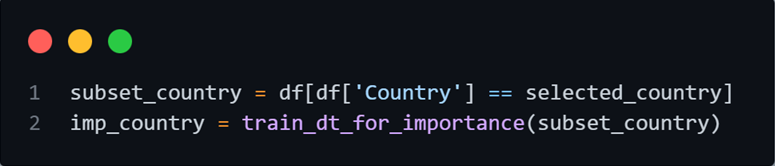 1 subset_country = df[df['Country'] == selected_country]
2 imp_country = train_dt_for_importance(subset_country)